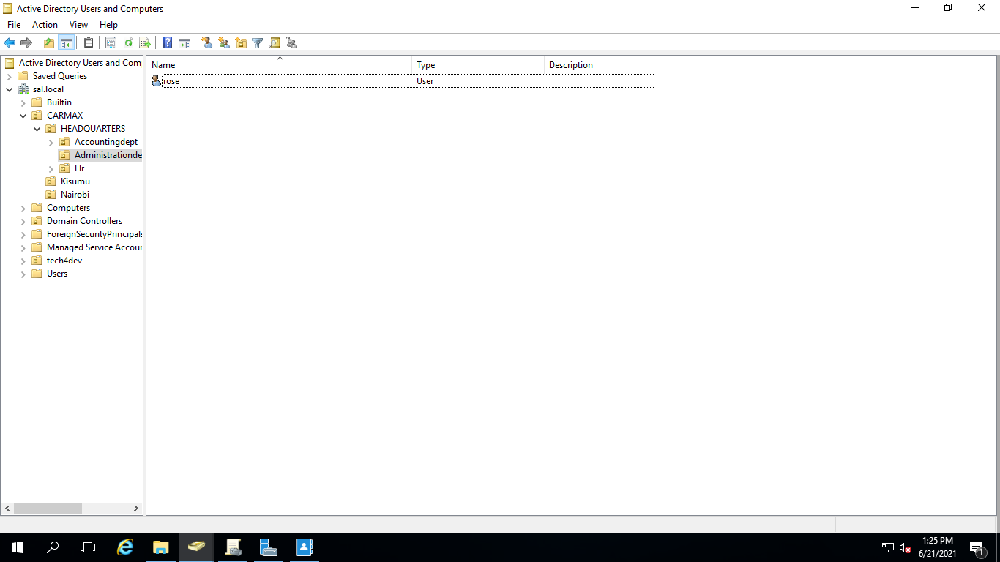 Active Directory Users and Computers
File Action View Help
Active Directory Users and Com
Saved Queries
sal.local
Builtin
CARMAX
HEADQUARTERS
Accountingdept
Administrationde
Hr
Kisumu
Nairobi
Computers
Domain Controllers
ForeignSecurityPrincipals
Managed Service Accour
tech4dev
Users
Name Type Description
rose User
1:25 PM
6/21/2021
1